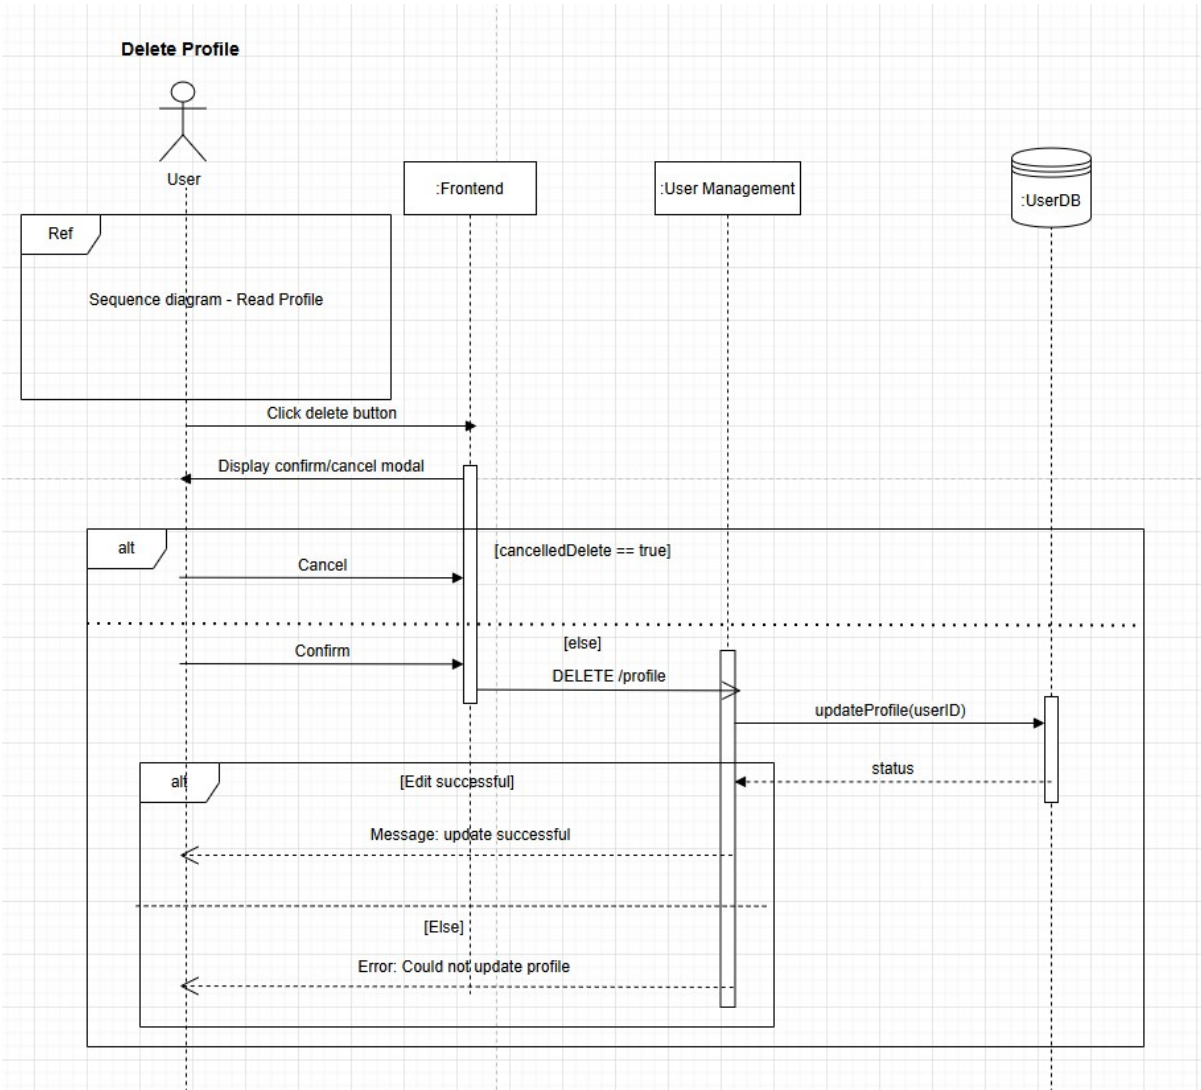 Delete Profile
User
:Frontend
:User Management
:UserDB
Ref
Sequence diagram - Read Profile
Click delete button
Display confirm/cancel modal
alt
[cancelledDelete == true]
Cancel
[else]
Confirm
DELETE /profile
updateProfile(userID)
status
alt
[Edit successful]
Message: update successful
[Else]
Error: Could not update profile